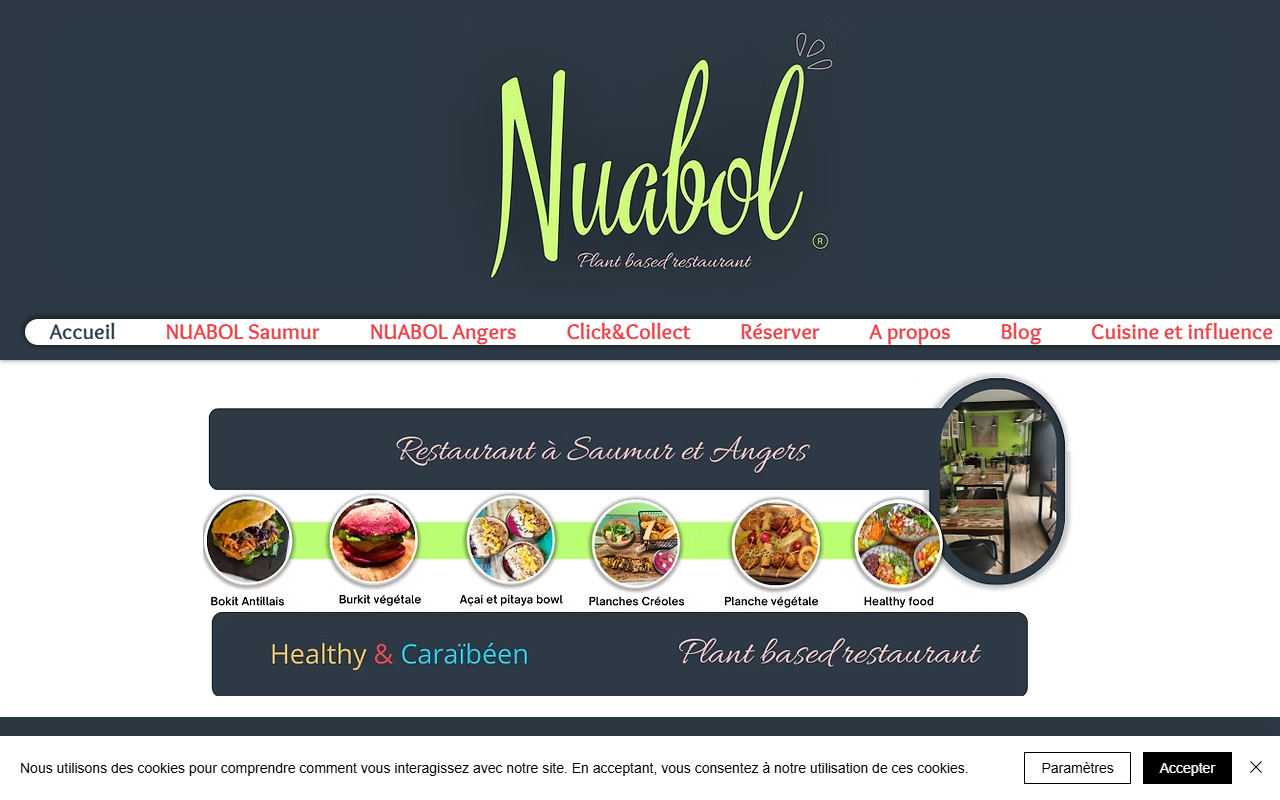 Nuabol
®
Plant based restaurant
Accueil NUABOL Saumur NUABOL Angers Click&Collect Réserver A propos Blog Cuisine et influence
Restaurant à Saumur et Angers
Bokit Antillais Burkit végétale Açai et pitaya bowl Planches Créoles Planche végétale Healthy food
Healthy & Caraïbéen Plant based restaurant
Nous utilisons des cookies pour comprendre comment vous interagissez avec notre site. En acceptant, vous consentez à notre utilisation de ces cookies. Paramètres Accepter